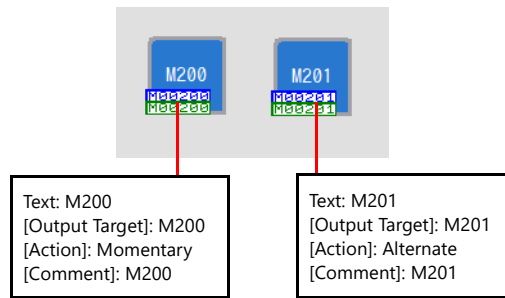 M200 M201
M00200 M00201
M00200 M00201
Text: M200
[Output Target]: M200
[Action]: Momentary
[Comment]: M200
Text: M201
[Output Target]: M201
[Action]: Alternate
[Comment]: M201